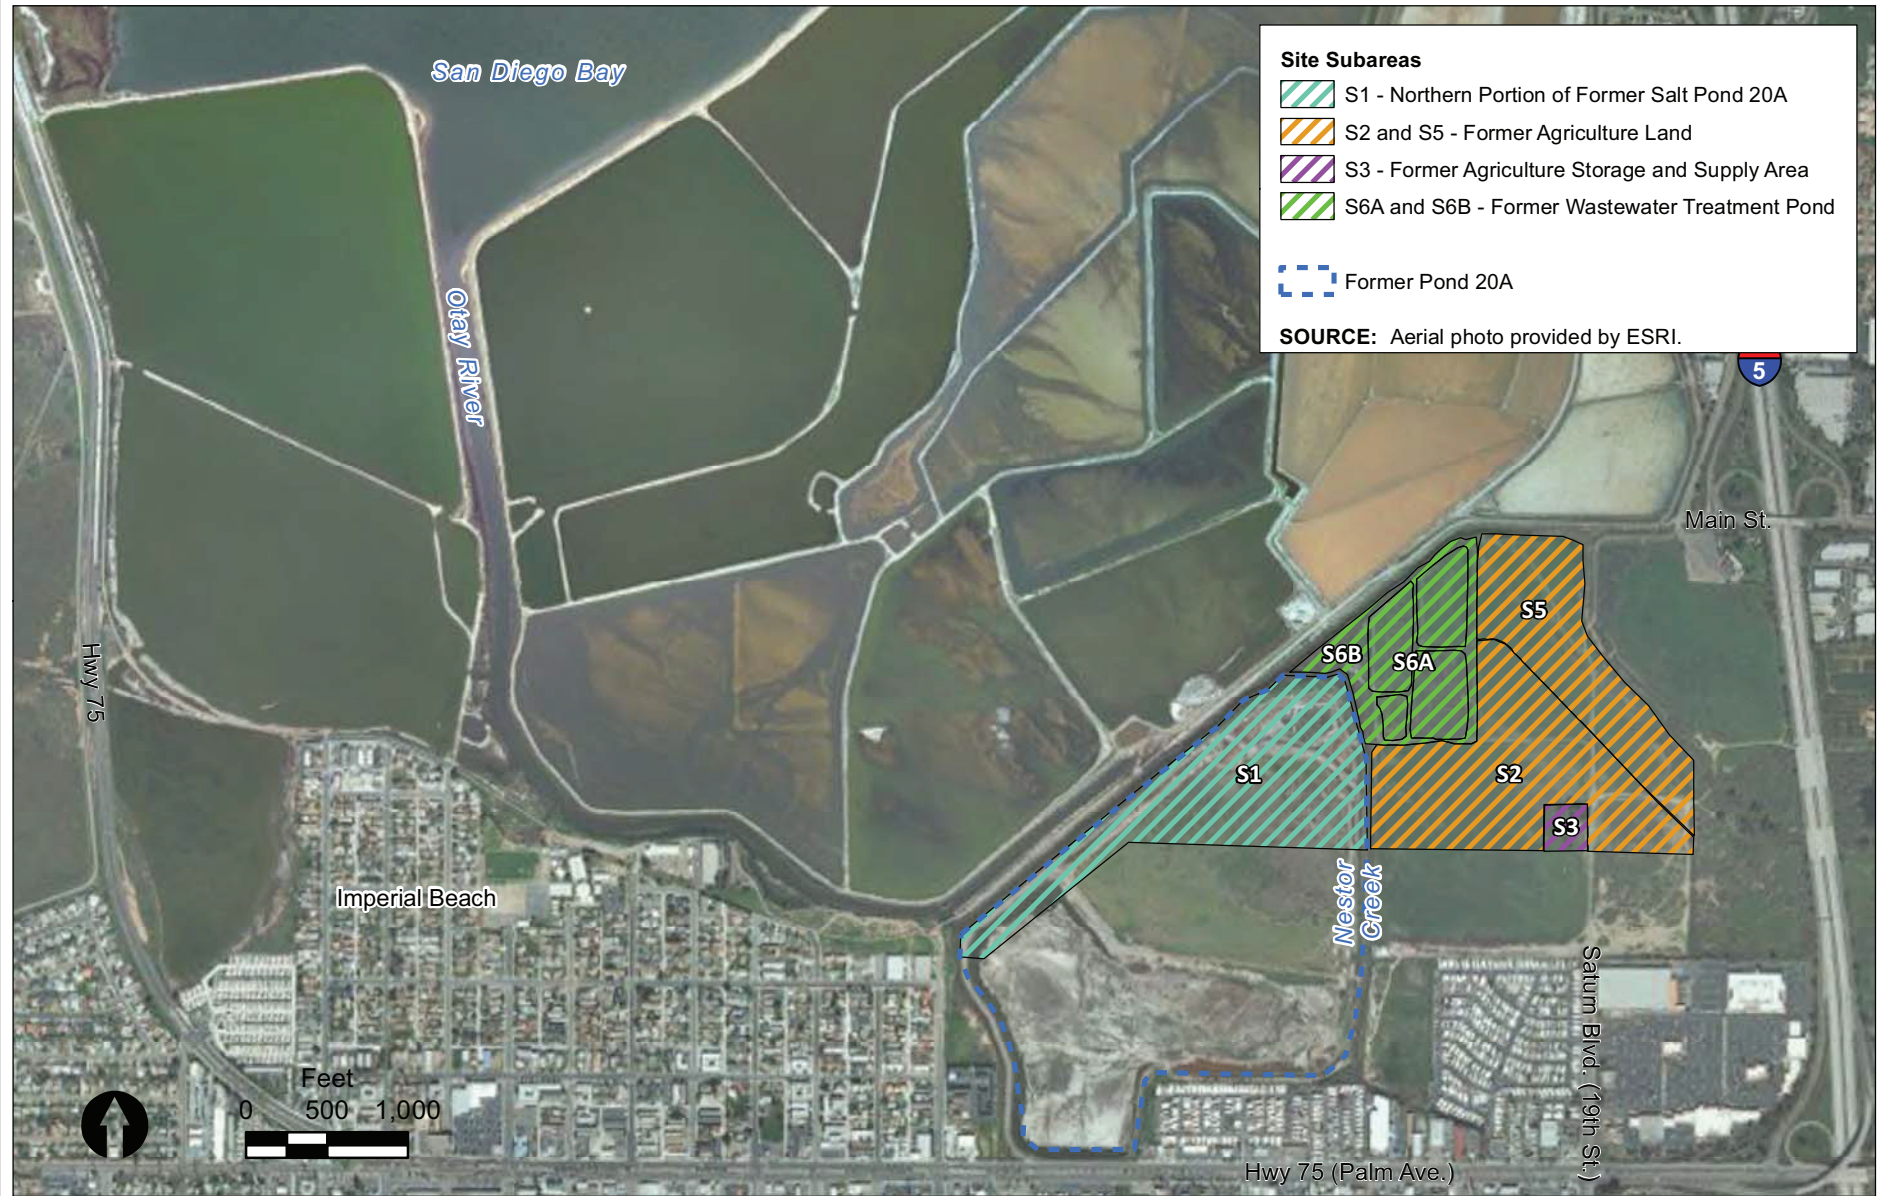 San Diego Bay
Site Subareas
S1 - Northern Portion of Former Salt Pond 20A
S2 and S5 - Former Agriculture Land
S3 - Former Agriculture Storage and Supply Area
S6A and S6B - Former Wastewater Treatment Pond
Former Pond 20A
SOURCE: Aerial photo provided by ESRI.
5
Otay River
Main St.
S5
S6B
S6A
Hwy 75
S1
S2
S3
Nestor
Creek
Imperial Beach
Saturn Blvd. (19th St.)
Feet
0 500 1,000
Hwy 75 (Palm Ave.)